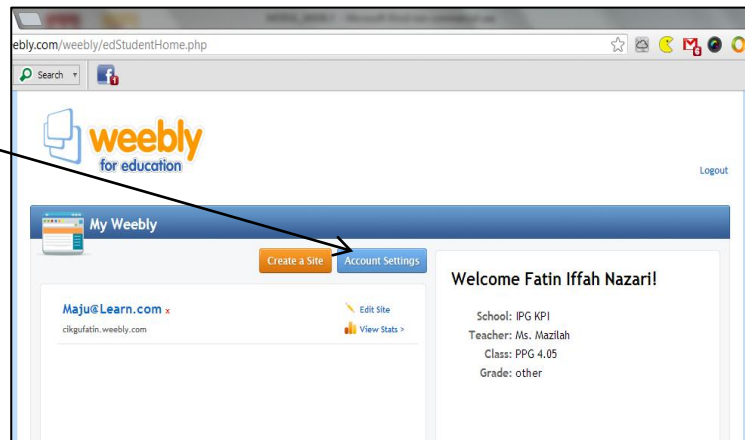 ebly.com/weebly/edStudentHome.php
Search
weebly
for education
Logout
My Weebly
Create a Site
Account Settings
Welcome Fatin Iffah Nazari!
Maju@Learn.com x
Edit Site
cikgufatin.weebly.com
View Stats >
School: IPG KPI
Teacher: Ms. Mazilah
Class: PPG 4.05
Grade: other